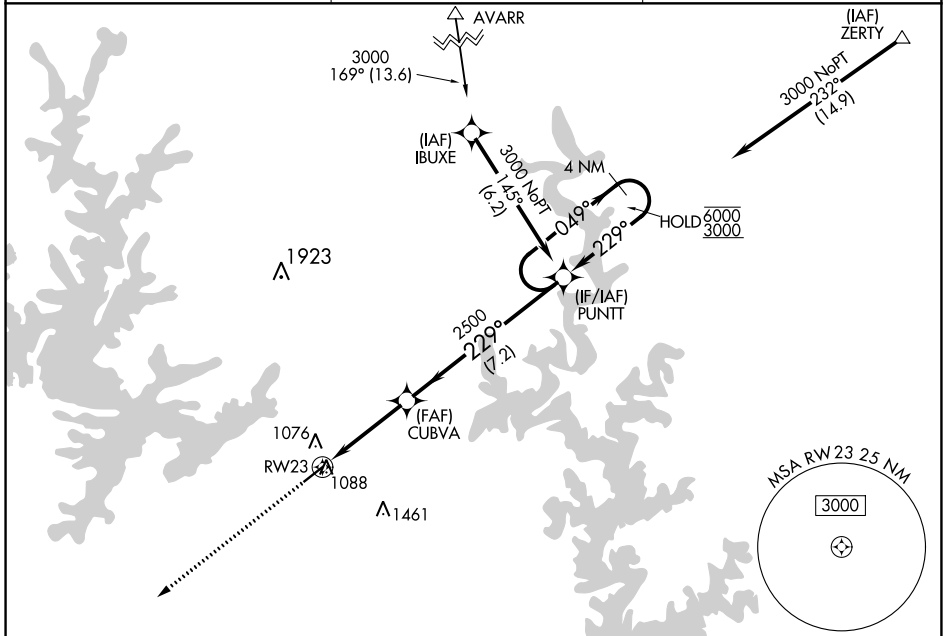 AVARR
3000
169° (13.6)
(IAF)
ZERTY
3000 NoPT
232°
(14.9)
(IAF)
IBUXE
3000 NoPT
145°
(6.2)
4 NM
049°
229°
HOLD 6000
3000
(IF/IAF)
PUNTT
1923
2500
229°
(7.2)
(FAF)
CUBVA
1076
RW23
1088
1461
MSA RW 23 25 NM
3000